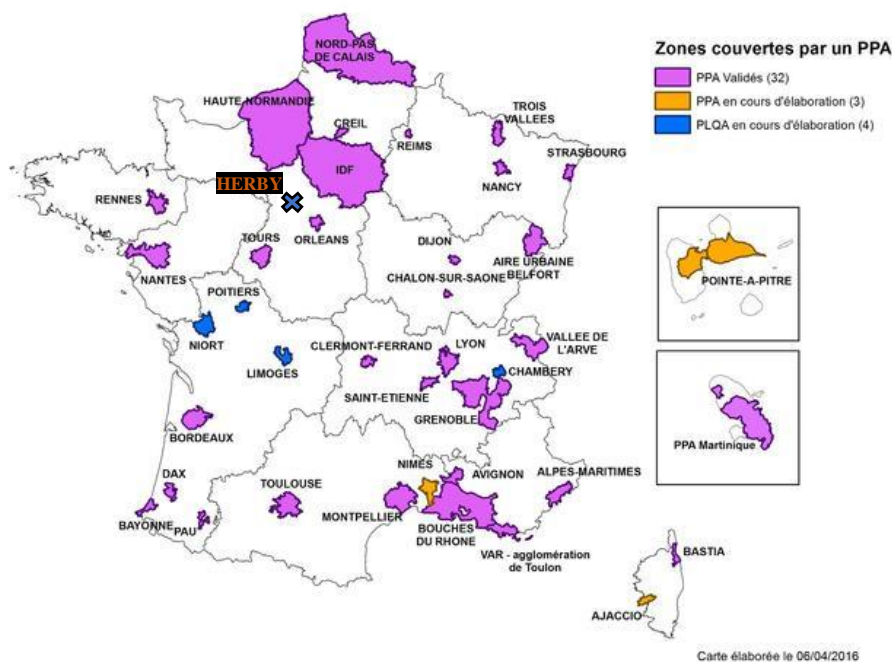 NORD-PAS
DE CALAIS
Zones couvertes par un PPA
PPA Validés (32)
PPA en cours d'élaboration (3)
PLQA en cours d'élaboration (4)
HAUTE NORMANDIE
CREIL
REIMS
TROIS
VALLEES
STRASBOURG
IDF
NANCY
HERBY
RENNES
ORLEANS
TOURS
DIJON
AIRE URBAINE
BELFORT
CHALON-SUR-SAONE
NANTES
POITIERS
POINTE-A-PITRE
NIORT
LIMOGES
CLERMONT-FERRAND
LYON
VALLEE DE
L'ARVE
CHAMBERY
SAINT-ETIENNE
GRENOBLE
BORDEAUX
PPA Martinique
DAX
TOULOUSE
NIMES
AVIGNON
ALPES-MARITIMES
BAYONNE
PAU
MONTPELLIER
BOUCHES
DU RHONE
VAR - agglomération
de Toulon
BASTIA
AJACCIO
Carte élaborée le 06/04/2016